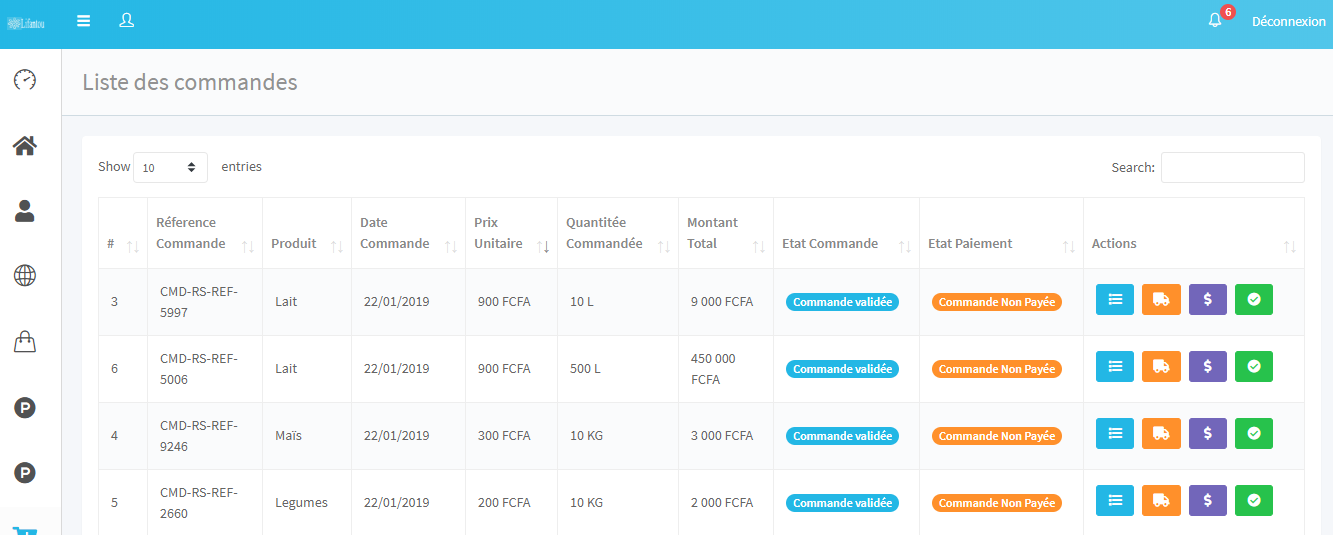 6 Déconnexion
Liste des commandes
Show 10 entries Search:
# Réference Commande Produit Date Commande Prix Unitaire Quantitée Commandée Montant Total Etat Commande Etat Paiement Actions
3 CMD-RS-REF-5997 Lait 22/01/2019 900 FCFA 10 L 9 000 FCFA Commande validée Commande Non Payée $
6 CMD-RS-REF-5006 Lait 22/01/2019 900 FCFA 500 L 450 000 FCFA Commande validée Commande Non Payée $
4 CMD-RS-REF-9246 Maïs 22/01/2019 300 FCFA 10 KG 3 000 FCFA Commande validée Commande Non Payée $
P
P
5 CMD-RS-REF-2660 Legumes 22/01/2019 200 FCFA 10 KG 2 000 FCFA Commande validée Commande Non Payée $